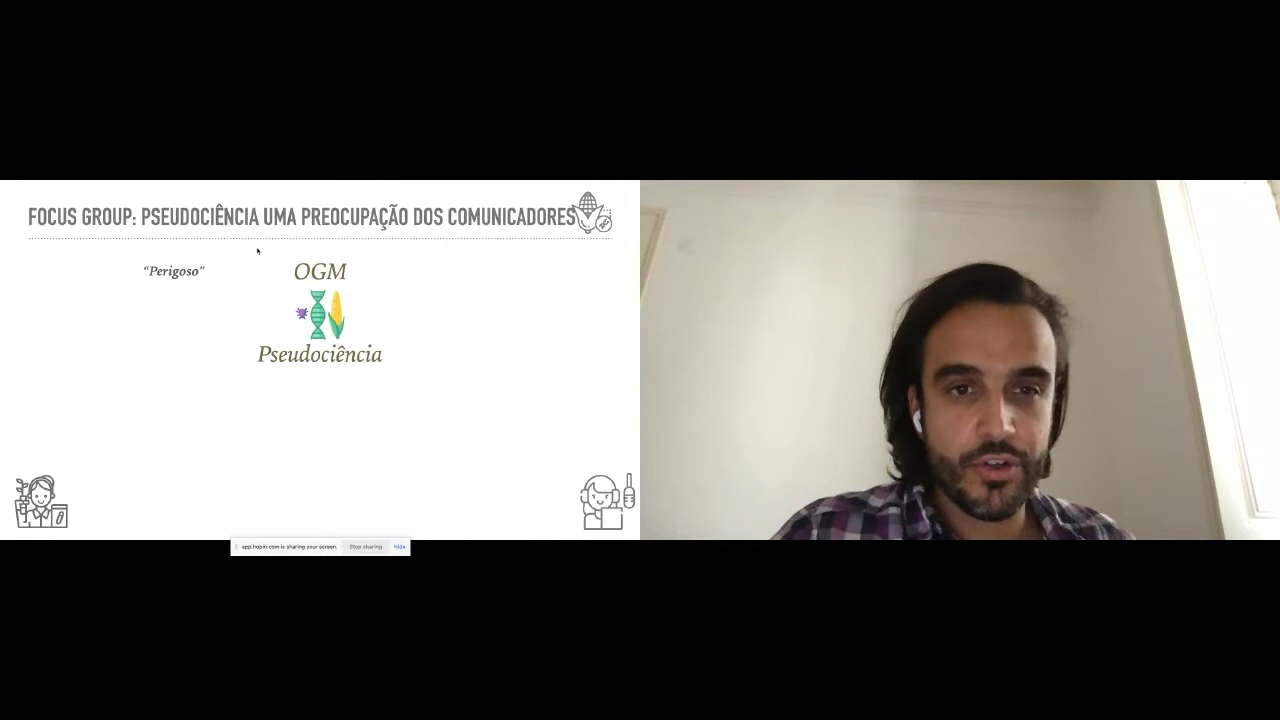 FOCUS GROUP: PSEUDOCIÊNCIA UMA PREOCUPAÇÃO DOS COMUNICADORES
“Perigoso”
OGM
Pseudociência
app.hopin.com is sharing your screen.
Stop sharing
Hide